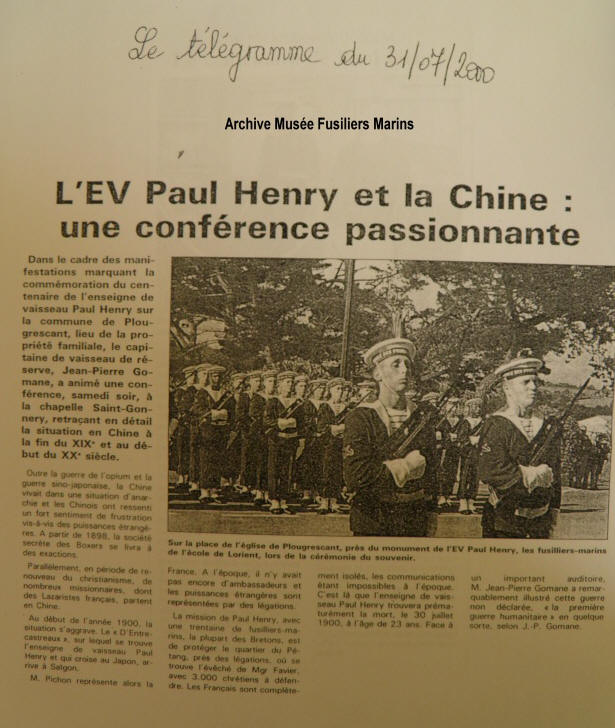 Le télégramme du 31/07/2000
Archive Musée Fusiliers Marins
L'EV Paul Henry et la Chine :
une conférence passionnante
Dans le cadre des mani-
festations marquant la
commémoration du cen-
tenaire de l'enseigne de
vaisseau Paul Henry sur
la commune de Plou-
grescant, lieu de la pro-
priété familiale, le capi-
taine de vaisseau de ré-
serve, Jean-Pierre Go-
mane, a animé une con-
férence, samedi soir, à
la chapelle Saint-Gon-
nery, retraçant en détail
la situation en Chine à
la fin du XIXe et au dé-
but du XXe siècle.
Outre la guerre de l'opium et la
guerre sino-japonaise, la Chine
vivait dans une situation d'anar-
chie et les Chinois ont ressenti
un fort sentiment de frustration
vis-à-vis des puissances étrangè-
res. A partir de 1898, la société
secrète des Boxers se livra à
des exactions.
Parallèlement, en période de re-
nouveau du christianisme, de
nombreux missionnaires, dont
des Lazaristes français, partent
en Chine.
Au début de l'année 1900, la
situation s'aggrave. Le « D'Entre-
castreaux », sur lequel se trouve
l'enseigne de vaisseau Paul
Henry et qui croise au Japon, ar-
rive à Saïgon.
M. Pichon représente alors la
Sur la place de l'église de Plougrescant, près du monument de l'EV Paul Henry, les fusilliers-marins
de l'école de Lorient, lors de la cérémonie du souvenir.
France. A l'époque, il n'y avait
pas encore d'ambassadeurs et
les puissances étrangères sont
représentées par des légations.
La mission de Paul Henry, avec
une trentaine de fusiliers-ma-
rins, la plupart des Bretons, est
de protéger le quartier du Pé-
tang, près des légations, où se
trouve l'évêché de Mgr Favier,
avec 3.000 chrétiens à défen-
dre. Les Français sont complète-
ment isolés, les communications
étant impossibles à l'époque.
C'est là que l'enseigne de vais-
seau Paul Henry trouvera préma-
turément la mort, le 30 juillet
1900, à l'âge de 23 ans. Face à
un important auditoire,
M. Jean-Pierre Gomane a remar-
quablement illustré cette guerre
non déclarée, « la première
guerre humanitaire » en quelque
sorte, selon J.-P. Gomane.